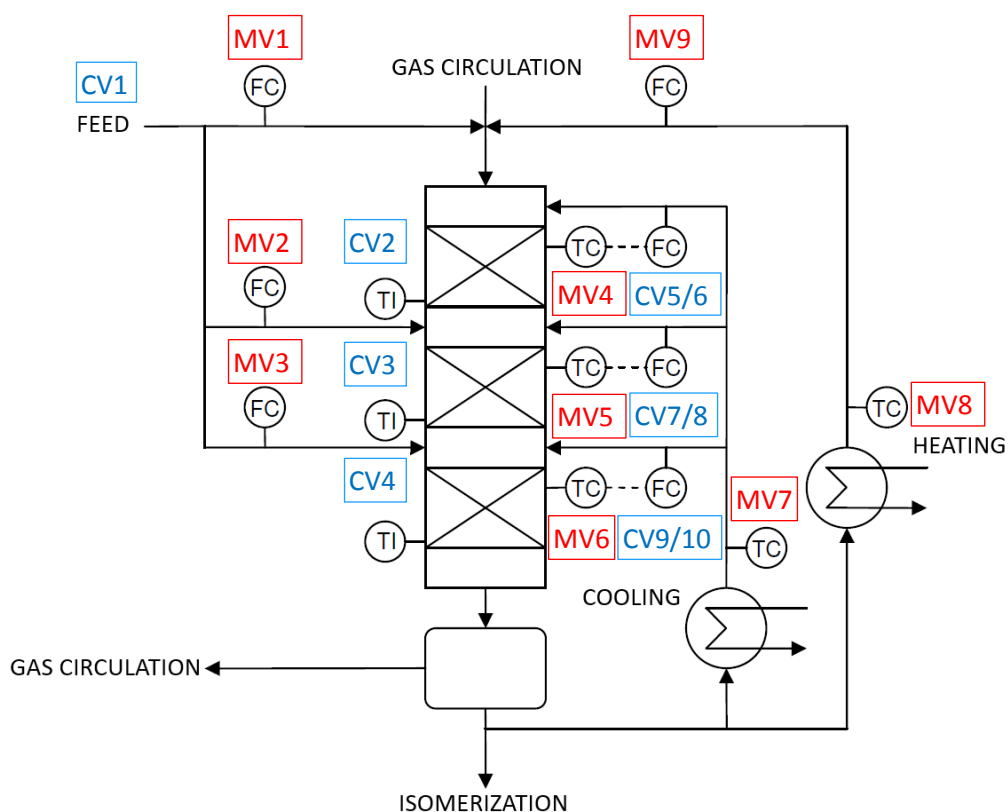 MV1
MV9
GAS CIRCULATION
CV1
FC
FC
FEED
MV2
CV2
TC
FC
FC
TI
MV4
CV5/6
MV3
CV3
TC
FC
FC
TI
MV5
CV7/8
TC
MV8
HEATING
CV4
TC
FC
MV7
TI
MV6
CV9/10
TC
COOLING
GAS CIRCULATION
ISOMERIZATION